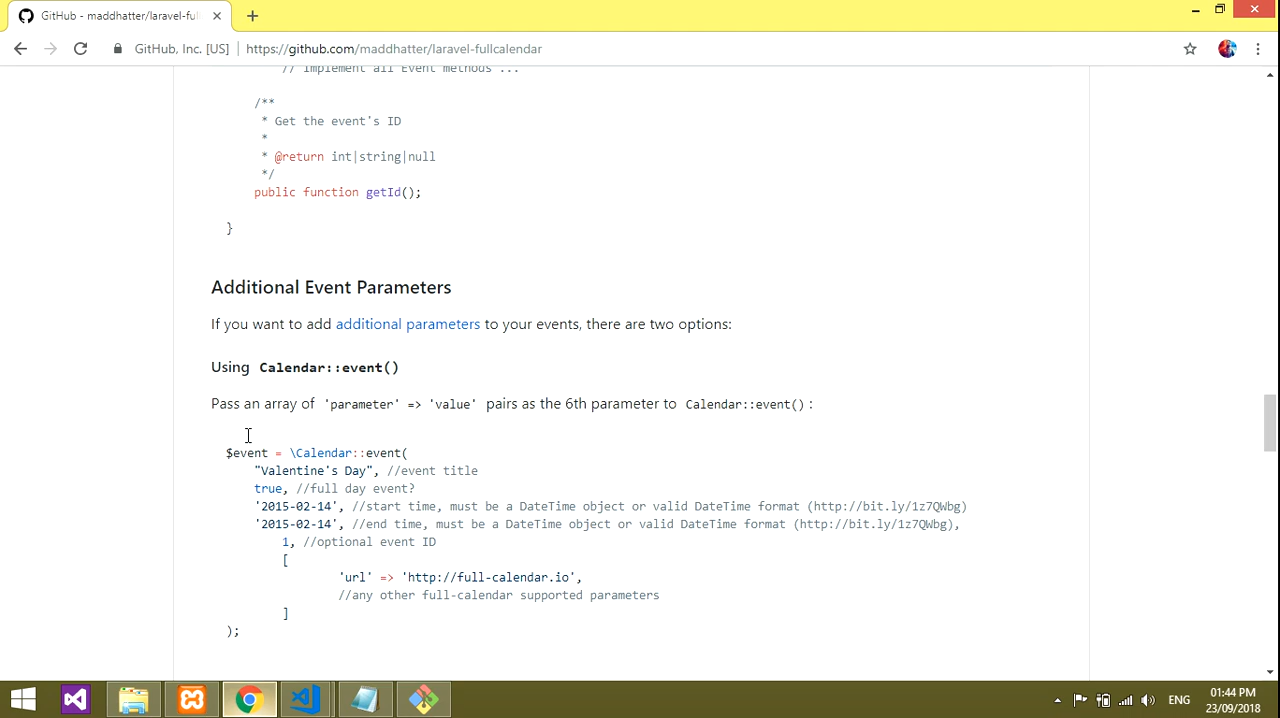 GitHub - maddhatter/laravel-ful
GitHub, Inc. [US] | https://github.com/maddhatter/laravel-fullcalendar
// Implement all Event methods ...
/**
* Get the event's ID
*
* @return int|string|null
*/
public function getId();
}
Additional Event Parameters
If you want to add additional parameters to your events, there are two options:
Using Calendar::event()
Pass an array of 'parameter' => 'value' pairs as the 6th parameter to Calendar::event() :
$event = \Calendar::event(
"Valentine's Day", //event title
true, //full day event?
'2015-02-14', //start time, must be a DateTime object or valid DateTime format (http://bit.ly/1z7QWbg)
'2015-02-14', //end time, must be a DateTime object or valid DateTime format (http://bit.ly/1z7QWbg),
1, //optional event ID
[
'url' => 'http://full-calendar.io',
//any other full-calendar supported parameters
]
);
ENG
01:44 PM
23/09/2018